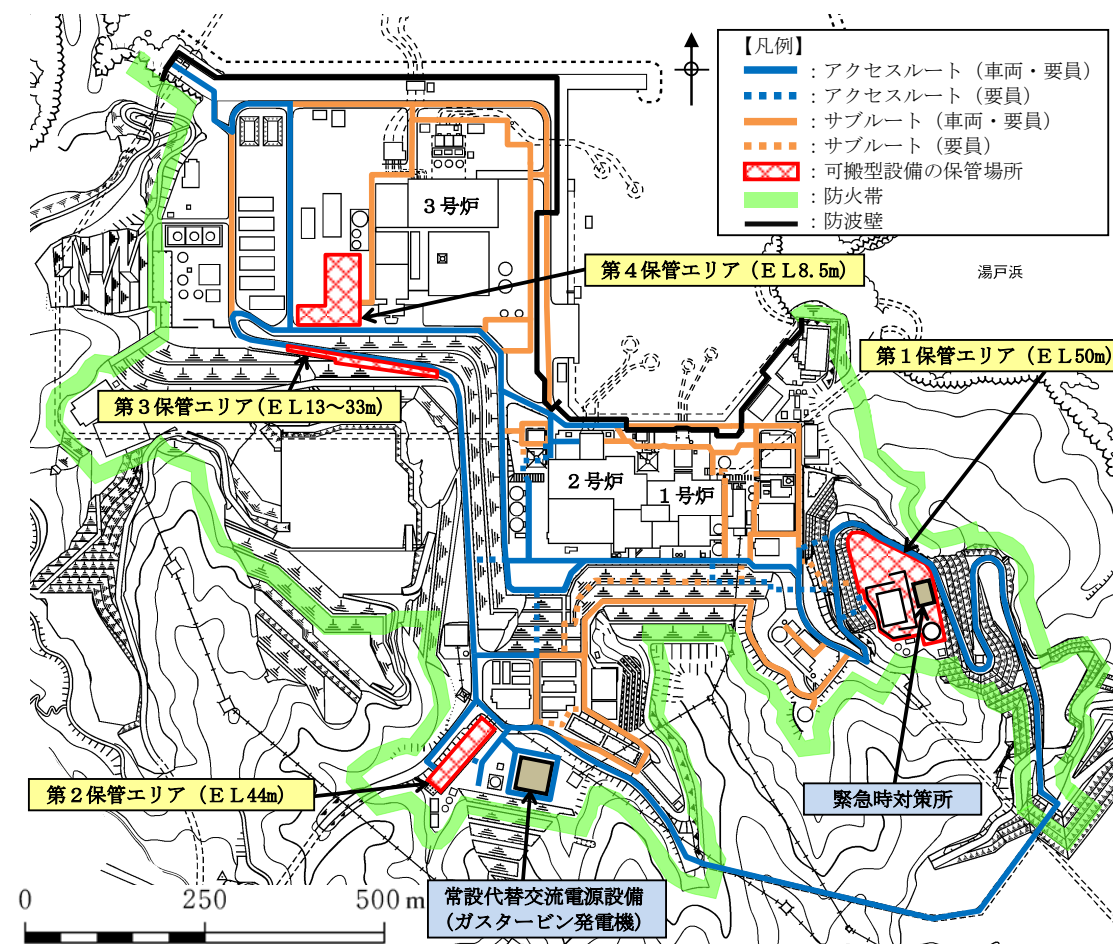 【凡例】
：アクセスルート（車両・要員）
：アクセスルート（要員）
：サブルート（車両・要員）
：サブルート（要員）
：可搬型設備の保管場所
：防火帯
：防波壁
３号炉
第４保管エリア（ＥＬ8.5m）
湯戸浜
第１保管エリア（ＥＬ50m）
第３保管エリア（ＥＬ13～33m）
２号炉
１号炉
第２保管エリア（ＥＬ44m）
緊急時対策所
常設代替交流電源設備
（ガスタービン発電機）
0 250 500 m